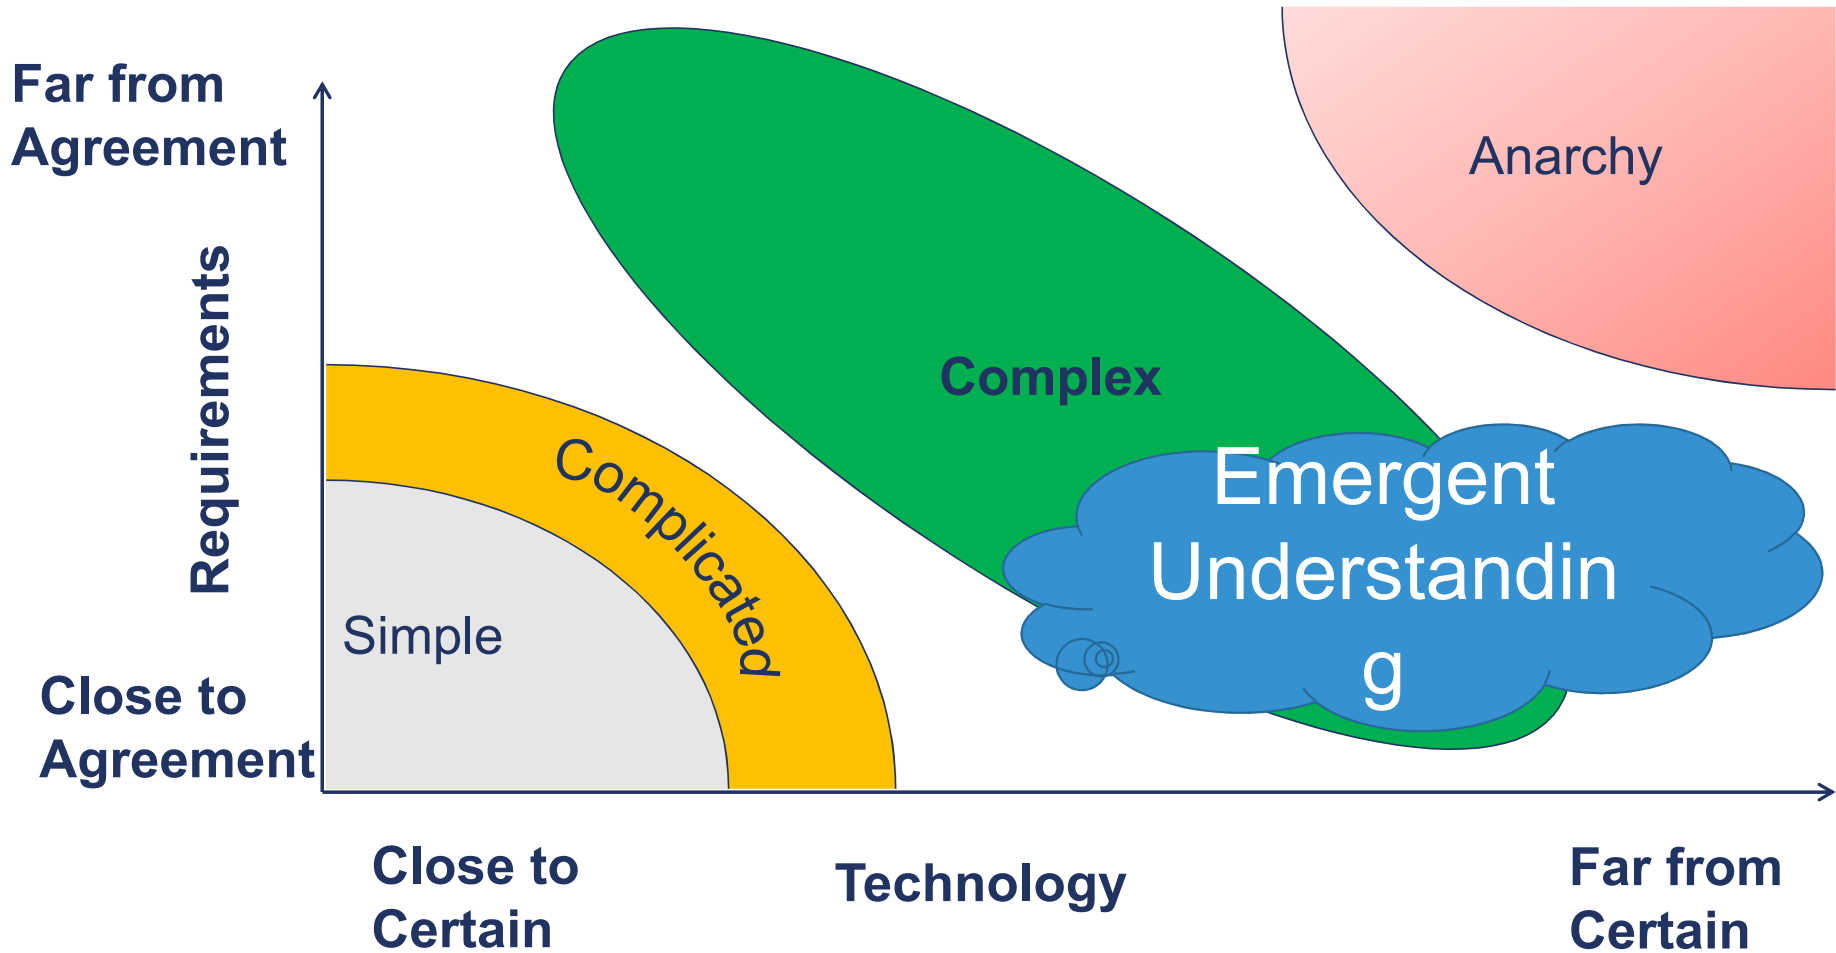 Far from
Agreement
Anarchy
Requirements
Complex
Complicated
Emergent
Understandin
g
Simple
Close to
Agreement
Close to
Certain
Technology
Far from
Certain